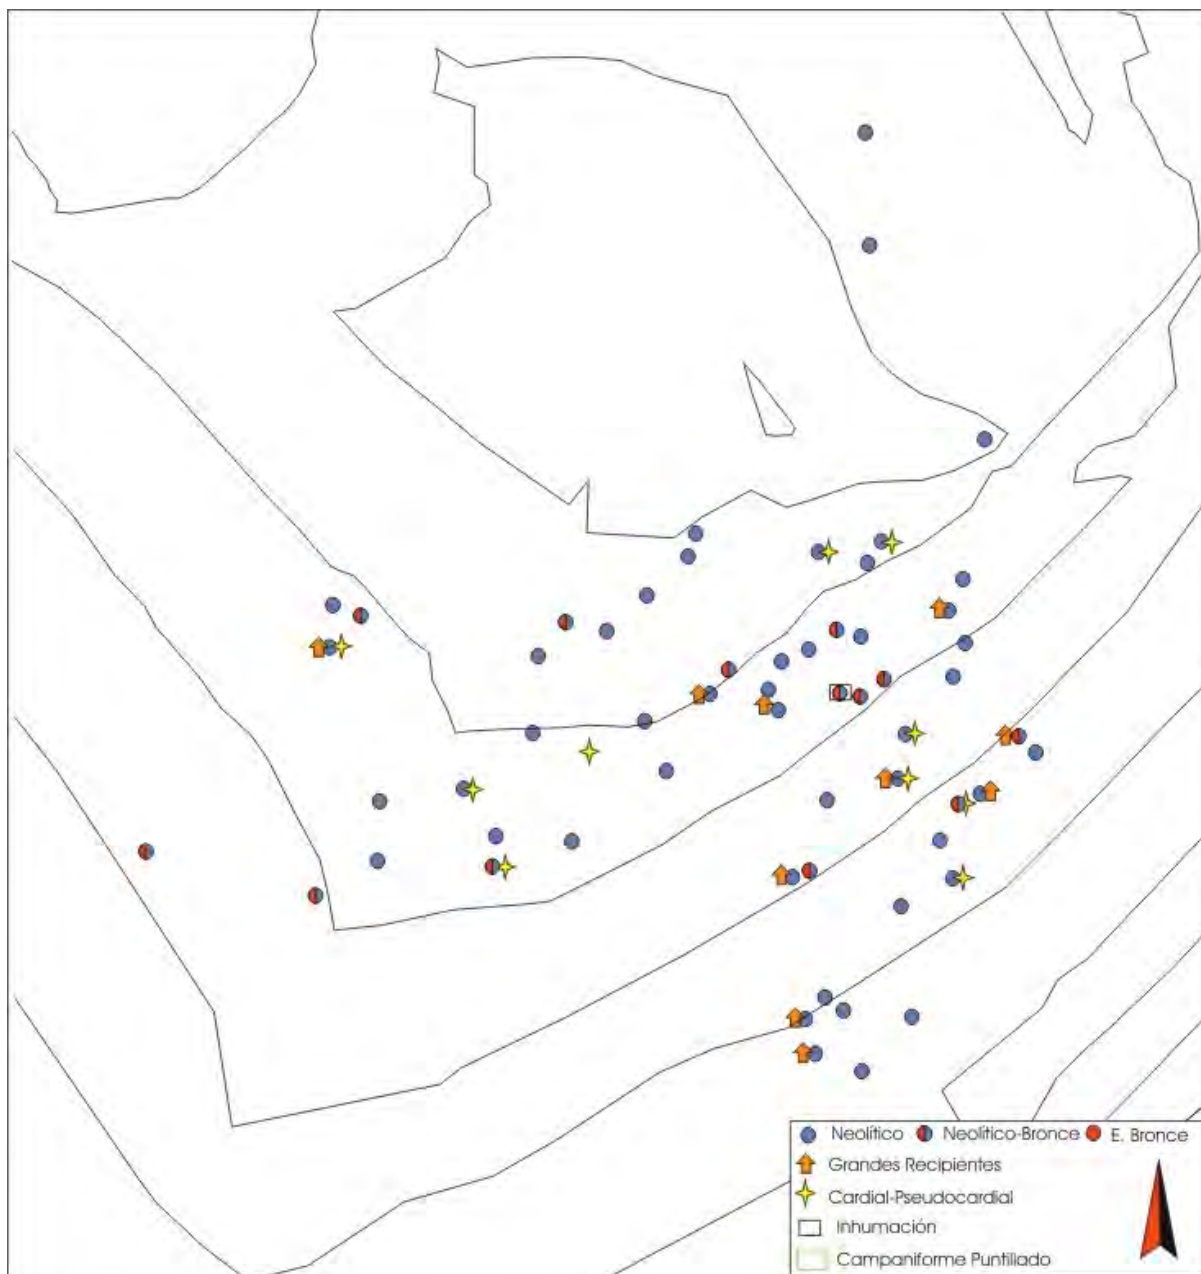 Neolítico Neolítico-Bronce E. Bronce
Grandes Recipientes
Cardial-Pseudocardial
Inhumación
Campaniforme Puntillado